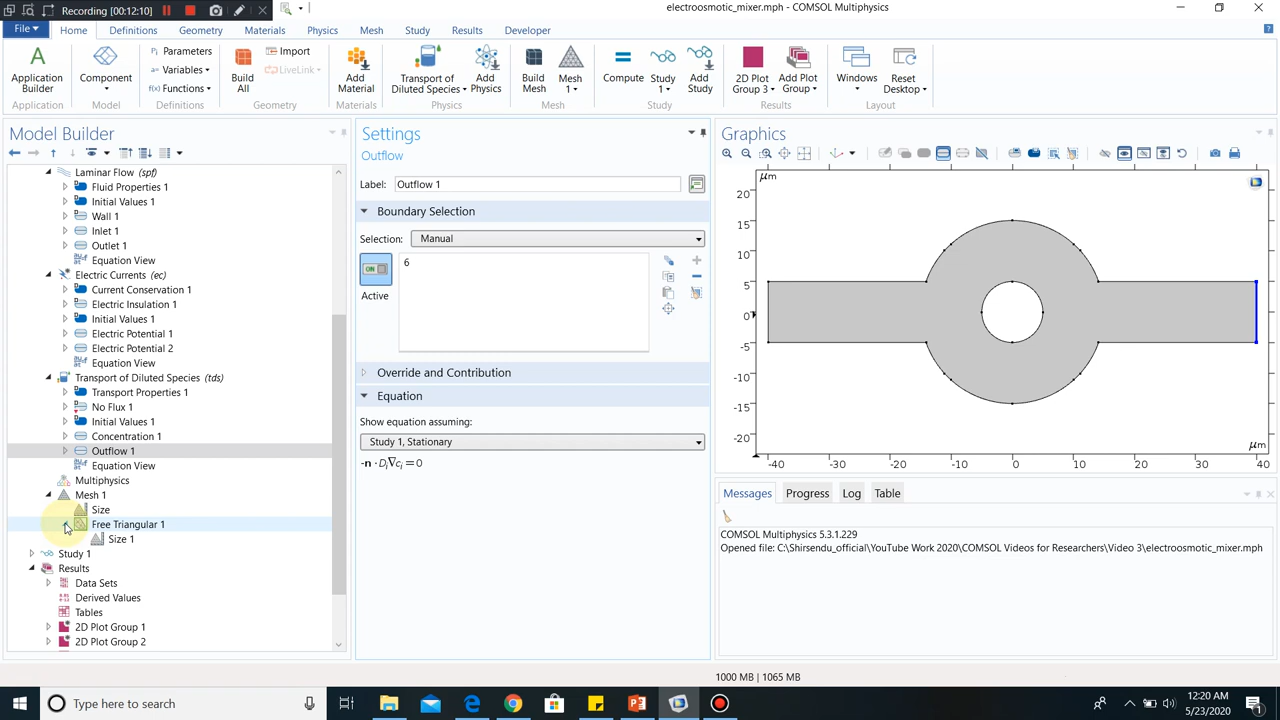 [00:12:10]
electroosmotic_mixer.mph - COMSOL Multiphysics
File
Home
Definitions
Geometry
Materials
Physics
Mesh
Study
Results
Developer
Application Builder
Component
Parameters
a= Variables
f(x) Functions
Build All
Import
LiveLink
Add Material
Transport of Diluted Species
Add Physics
Build Mesh
Mesh 1
Compute
Study 1
Add Study
2D Plot Group 3
Add Plot Group
Windows
Reset Desktop
Application
Model
Definitions
Geometry
Materials
Physics
Mesh
Study
Results
Layout
Model Builder
Laminar Flow (spf)
Fluid Properties 1
Initial Values 1
Wall 1
Inlet 1
Outlet 1
Equation View
Electric Currents (ec)
Current Conservation 1
Electric Insulation 1
Initial Values 1
Electric Potential 1
Electric Potential 2
Equation View
Transport of Diluted Species (tds)
Transport Properties 1
No Flux 1
Initial Values 1
Concentration 1
Outflow 1
Equation View
Multiphysics
Mesh 1
Size
Free Triangular 1
Size 1
Study 1
Results
Data Sets
Derived Values
Tables
2D Plot Group 1
2D Plot Group 2
Settings
Outflow
Label: Outflow 1
Boundary Selection
Selection: Manual
ON
Active
6
Override and Contribution
Equation
Show equation assuming:
Study 1, Stationary
-n · Di∇ci = 0
Graphics
µm
20
15
10
5
0
-5
-10
-15
-20
µm
-40
-30
-20
-10
0
10
20
30
40
Messages
Progress
Log
Table
COMSOL Multiphysics 5.3.1.229
Opened file: C:\Shirsendu_official\YouTube Work 2020\COMSOL Videos for Researchers\Video 3\electroosmotic_mixer.mph
1000 MB | 1065 MB
Type here to search
12:20 AM
5/23/2020
1